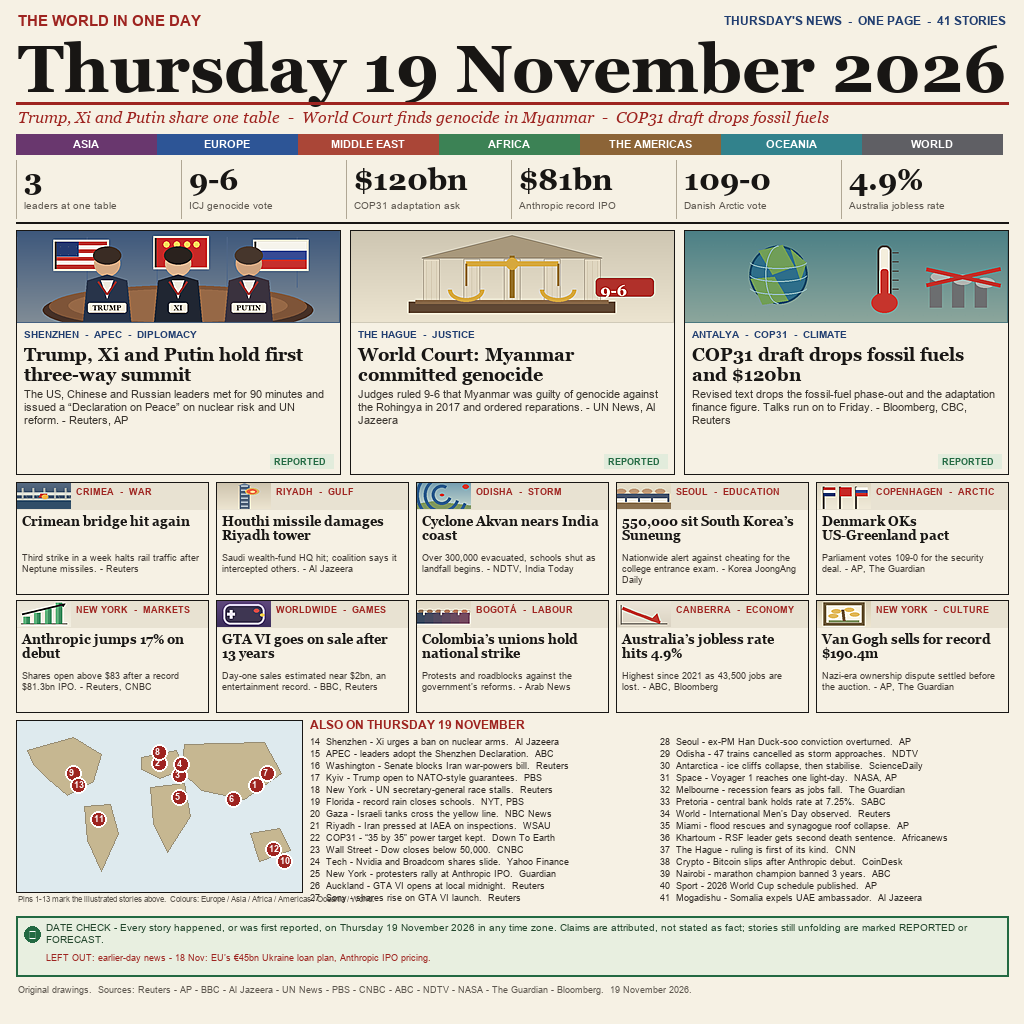 THE WORLD IN ONE DAY
THURSDAY'S NEWS - ONE PAGE - 41 STORIES
Thursday 19 November 2026
Trump, Xi and Putin share one table - World Court finds genocide in Myanmar - COP31 draft drops fossil fuels
ASIA
EUROPE
MIDDLE EAST
AFRICA
THE AMERICAS
OCEANIA
WORLD
3
leaders at one table
9-6
ICJ genocide vote
$120bn
COP31 adaptation ask
$81bn
Anthropic record IPO
109-0
Danish Arctic vote
4.9%
Australia jobless rate
TRUMP
XI
PUTIN
SHENZHEN - APEC - DIPLOMACY
Trump, Xi and Putin hold first
three-way summit
The US, Chinese and Russian leaders met for 90 minutes and
issued a “Declaration on Peace” on nuclear risk and UN
reform. - Reuters, AP
REPORTED
9-6
THE HAGUE - JUSTICE
World Court: Myanmar
committed genocide
Judges ruled 9-6 that Myanmar was guilty of genocide against
the Rohingya in 2017 and ordered reparations. - UN News, Al
Jazeera
REPORTED
ANTALYA - COP31 - CLIMATE
COP31 draft drops fossil fuels
and $120bn
Revised text drops the fossil-fuel phase-out and the adaptation
finance figure. Talks run on to Friday. - Bloomberg, CBC,
Reuters
REPORTED
CRIMEA - WAR
Crimean bridge hit again
Third strike in a week halts rail traffic after
Neptune missiles. - Reuters
RIYADH - GULF
Houthi missile damages
Riyadh tower
Saudi wealth-fund HQ hit; coalition says it
intercepted others. - Al Jazeera
ODISHA - STORM
Cyclone Akvan nears India
coast
Over 300,000 evacuated, schools shut as
landfall begins. - NDTV, India Today
SEOUL - EDUCATION
550,000 sit South Korea’s
Suneung
Nationwide alert against cheating for the
college entrance exam. - Korea JoongAng
Daily
COPENHAGEN - ARCTIC
Denmark OKs
US-Greenland pact
Parliament votes 109-0 for the security
deal. - AP, The Guardian
NEW YORK - MARKETS
Anthropic jumps 17% on
debut
Shares open above $83 after a record
$81.3bn IPO. - Reuters, CNBC
WORLDWIDE - GAMES
GTA VI goes on sale after
13 years
Day-one sales estimated near $2bn, an
entertainment record. - BBC, Reuters
BOGOTÁ - LABOUR
Colombia’s unions hold
national strike
Protests and roadblocks against the
government’s reforms. - Arab News
CANBERRA - ECONOMY
Australia’s jobless rate
hits 4.9%
Highest since 2021 as 43,500 jobs are
lost. - ABC, Bloomberg
NEW YORK - CULTURE
Van Gogh sells for record
$190.4m
Nazi-era ownership dispute settled before
the auction. - AP, The Guardian
8
2
4
3
9
13
7
1
5
6
11
12
10
Pins 1-13 mark the illustrated stories above. Colours: Europe / Asia / Africa / Americas
ALSO ON THURSDAY 19 NOVEMBER
14 Shenzhen - Xi urges a ban on nuclear arms. Al Jazeera
15 APEC - leaders adopt the Shenzhen Declaration. ABC
16 Washington - Senate blocks Iran war-powers bill. Reuters
17 Kyiv - Trump open to NATO-style guarantees. PBS
18 New York - UN secretary-general race stalls. Reuters
19 Florida - record rain closes schools. NYT, PBS
20 Gaza - Israeli tanks cross the yellow line. NBC News
21 Riyadh - Iran pressed at IAEA on inspections. WSAU
22 COP31 - “35 by 35” power target kept. Down To Earth
23 Wall Street - Dow closes below 50,000. CNBC
24 Tech - Nvidia and Broadcom shares slide. Yahoo Finance
25 New York - protesters rally at Anthropic HQ. Guardian
26 Auckland - GTA VI opens at local midnight. Reuters
27 Sony - shares rise on GTA VI launch. Reuters
28 Seoul - ex-PM Han Duck-soo conviction overturned. AP
29 Odisha - 47 trains cancelled as storm approaches. NDTV
30 Antarctica - ice cliffs collapse, then stabilise. ScienceDaily
31 Space - Voyager 1 reaches one light-day. NASA, AP
32 Melbourne - recession fears as jobs fall. The Guardian
33 Pretoria - central bank holds rate at 7.25%. SABC
34 World - International Men's Day observed. Reuters
35 Miami - flood rescues and synagogue roof collapse. AP
36 Khartoum - RSF leader gets second death sentence. Africanews
37 The Hague - ruling is first of its kind. CNN
38 Crypto - Bitcoin slips after Anthropic debut. CoinDesk
39 Nairobi - marathon champion banned 3 years. ABC
40 Sport - 2026 World Cup schedule published. AP
41 Mogadishu - Somalia expels UAE ambassador. Al Jazeera
DATE CHECK - Every story happened, or was first reported, on Thursday 19 November 2026 in any time zone. Claims are attributed, not stated as fact; stories still unfolding are marked REPORTED or
FORECAST.
LEFT OUT: earlier-day news - 18 Nov: EU's €45bn Ukraine loan plan, Anthropic IPO pricing.
Original drawings. Sources: Reuters - AP - BBC - Al Jazeera - UN News - PBS - CNBC - ABC - NDTV - NASA - The Guardian - Bloomberg. 19 November 2026.